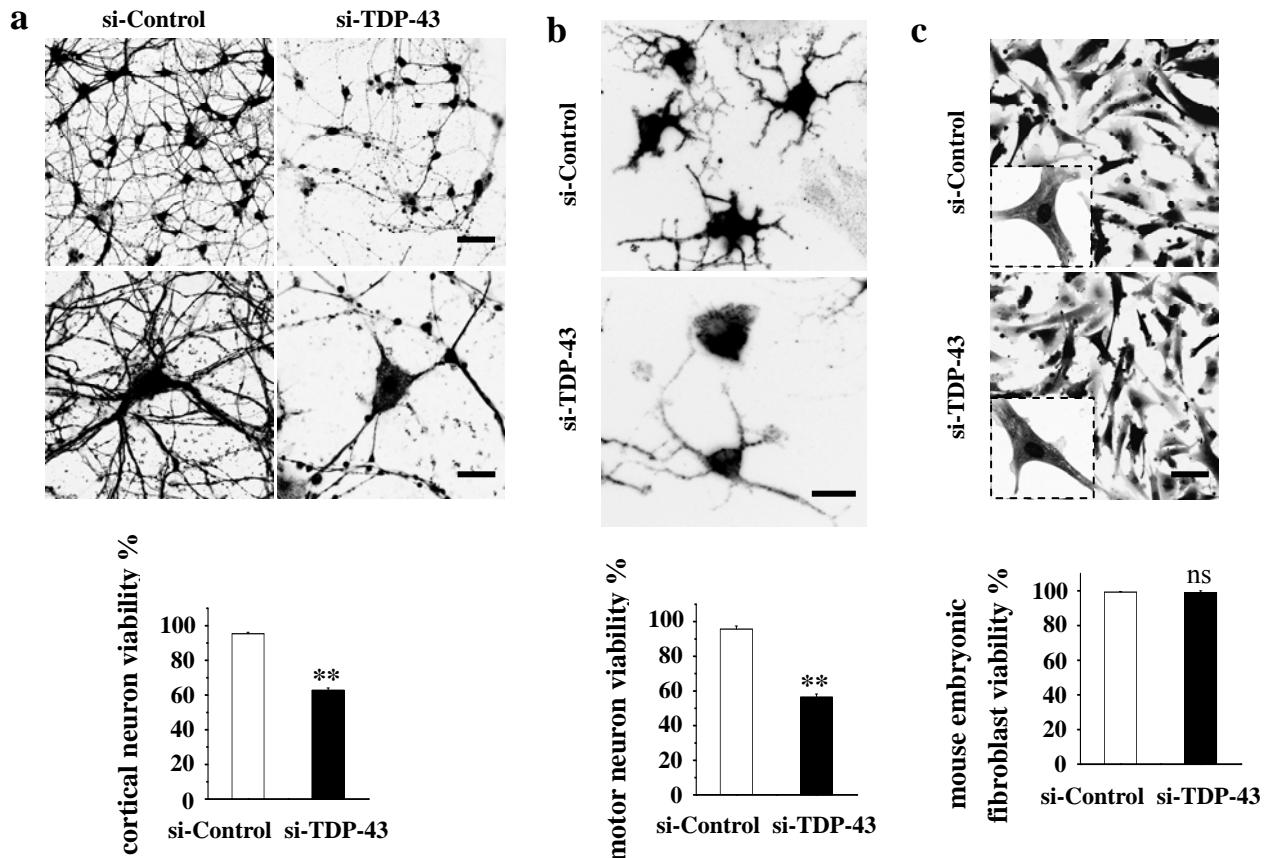 a
si-Control
si-TDP-43
cortical neuron viability %
100
80
60
40
20
0
**
si-Control
si-TDP-43
b
si-Control
si-TDP-43
motor neuron viability %
100
80
60
40
20
0
**
si-Control
si-TDP-43
c
si-Control
si-TDP-43
mouse embryonic
fibroblast viability %
100
80
60
40
20
0
ns
si-Control
si-TDP-43